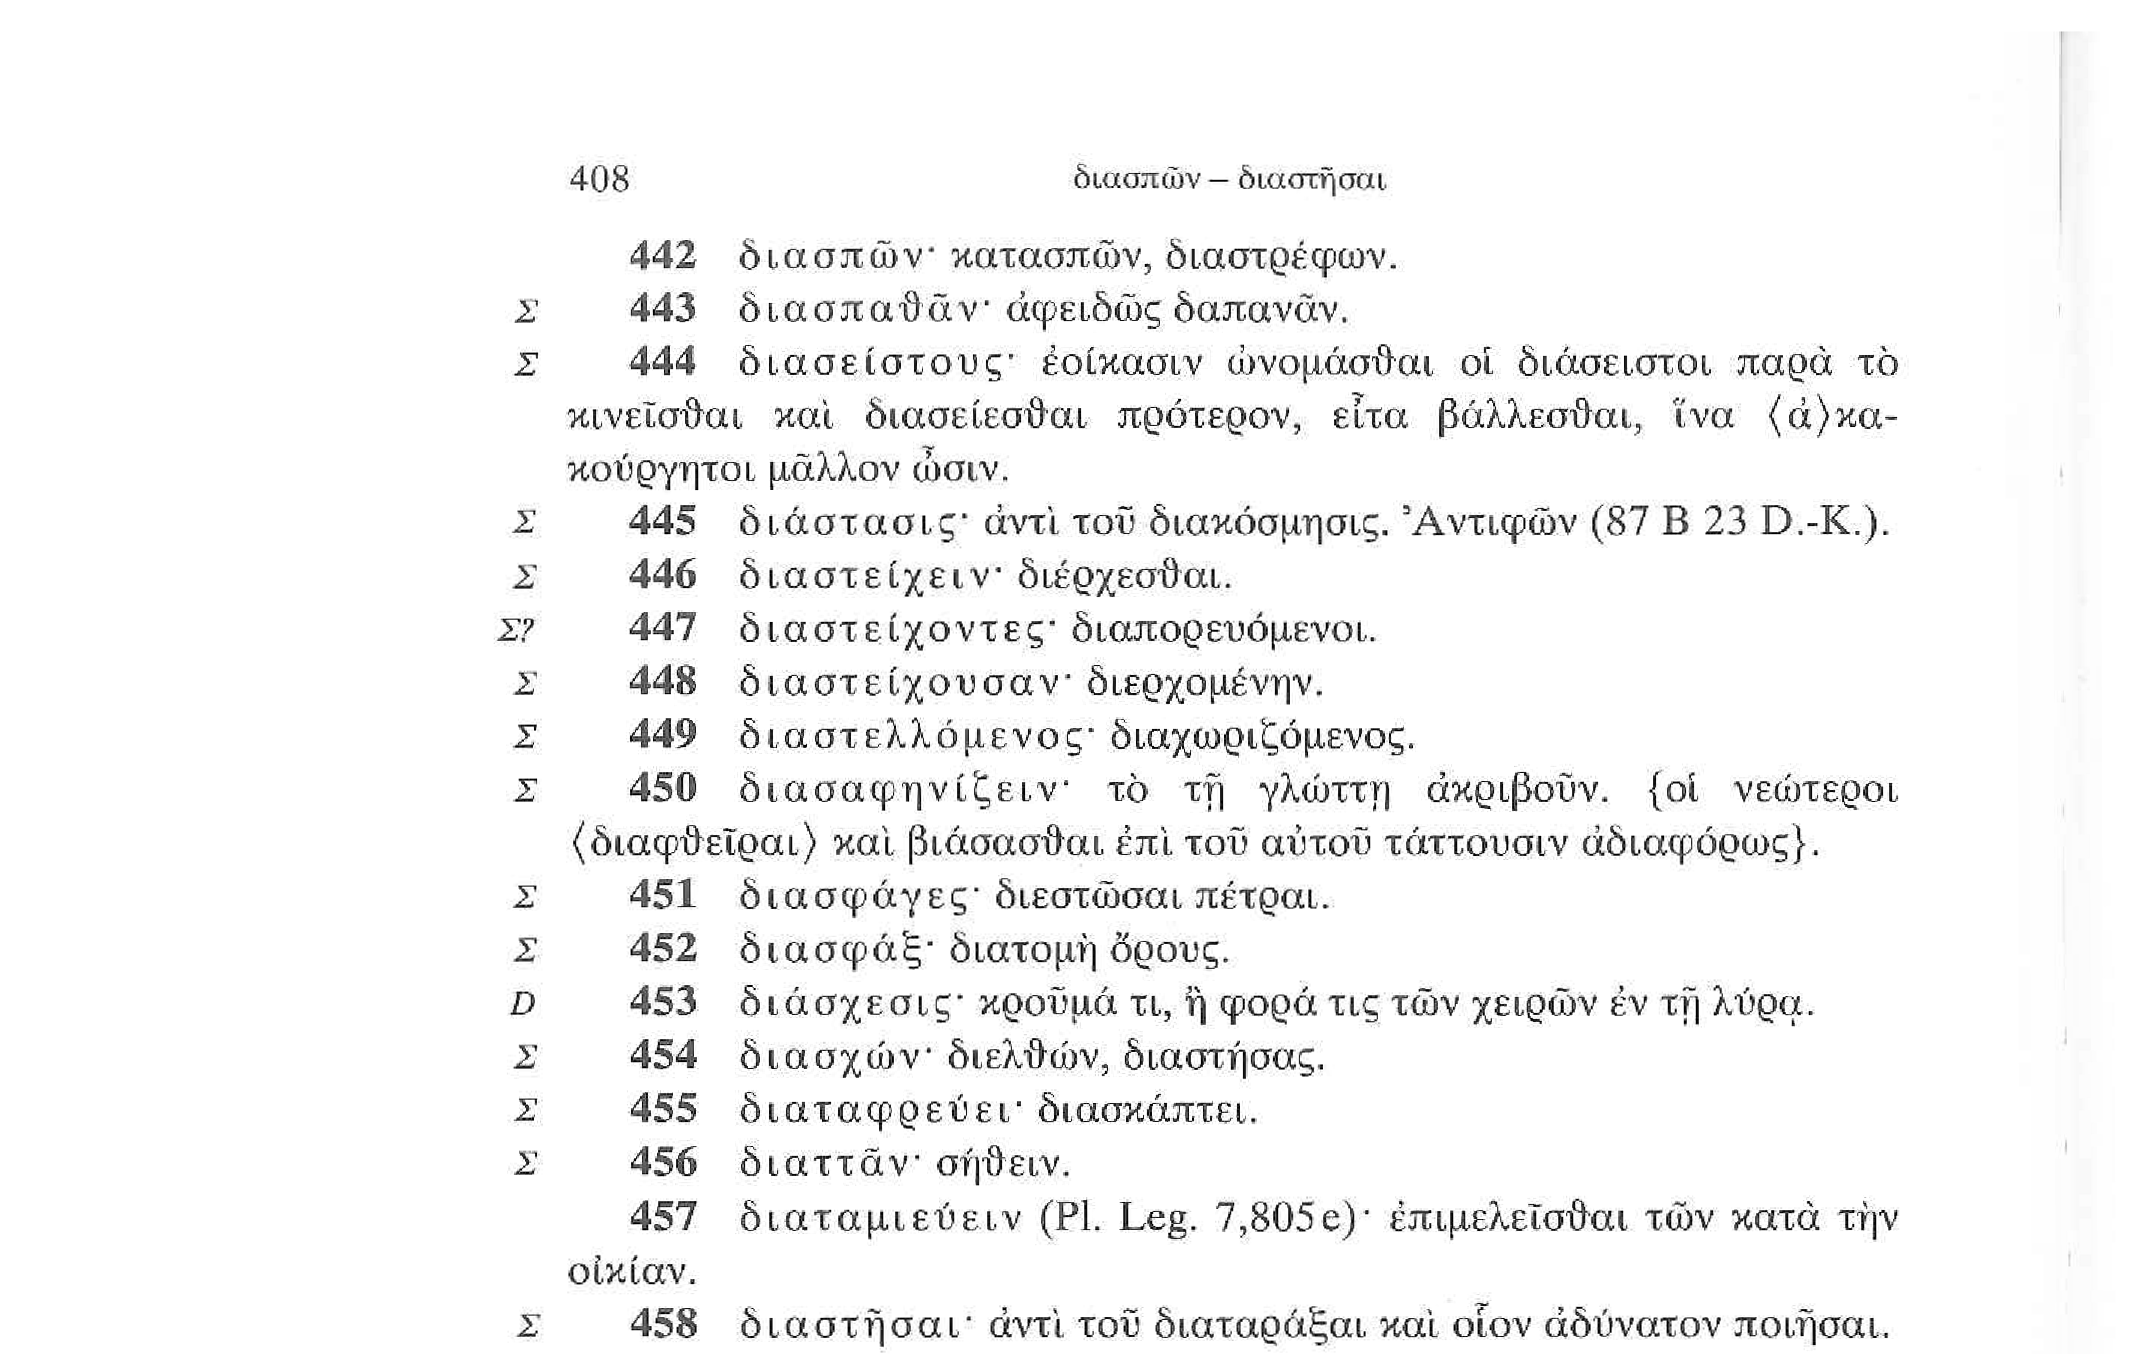 408 διασπῶν – διαστῆσαι
442 διασπῶν· κατασπῶν, διαστρέφων.
Σ 443 διασπαθᾶν· ἀφειδῶς δαπανᾶν.
Σ 444 διασείστους· ἐοίκασιν ὠνομάσθαι οἱ διάσειστοι παρὰ τὸ
κινεῖσθαι καὶ διασείεσθαι πρότερον, εἶτα βάλλεσθαι, ἵνα ⟨ἀ⟩κα-
κούργητοι μᾶλλον ὦσιν.
Σ 445 διάστασις· ἀντὶ τοῦ διακόσμησις. Ἀντιφῶν (87 B 23 D.-K.).
Σ 446 διαστείχειν· διέρχεσθαι.
Σ? 447 διαστείχοντες· διαπορευόμενοι.
Σ 448 διαστείχουσαν· διερχομένην.
Σ 449 διαστελλόμενος· διαχωριζόμενος.
Σ 450 διασαφηνίζειν· τὸ τῇ γλώττῃ ἀκριβοῦν. {οἱ νεώτεροι
⟨διαφθεῖραι⟩ καὶ βιάσασθαι ἐπὶ τοῦ αὐτοῦ τάττουσιν ἀδιαφόρως}.
Σ 451 διασφάγες· διεστῶσαι πέτραι.
Σ 452 διασφάξ· διατομὴ ὄρους.
D 453 διάσχεσις· κροῦμά τι, ἢ φορά τις τῶν χειρῶν ἐν τῇ λύρᾳ.
Σ 454 διασχών· διελθών, διαστήσας.
Σ 455 διαταφρεύει· διασκάπτει.
Σ 456 διαττᾶν· σήθειν.
457 διαταμιεύειν (Pl. Leg. 7,805e)· ἐπιμελεῖσθαι τῶν κατὰ τὴν
οἰκίαν.
Σ 458 διαστῆσαι· ἀντὶ τοῦ διαταράξαι καὶ οἷον ἀδύνατον ποιῆσαι.